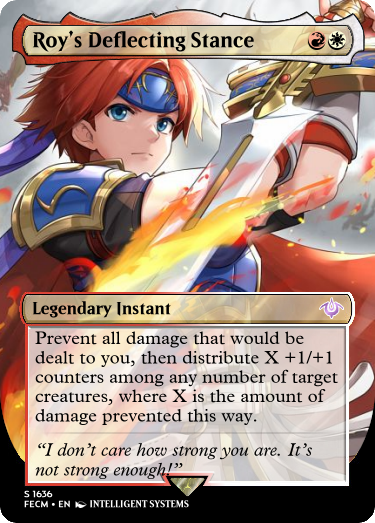 Roy's Deflecting Stance
Legendary Instant
Prevent all damage that would be
dealt to you, then distribute X +1/+1
counters among any number of target
creatures, where X is the amount of
damage prevented this way.
"I don't care how strong you are. It's
not strong enough!"
S 1636
FECM • EN INTELLIGENT SYSTEMS